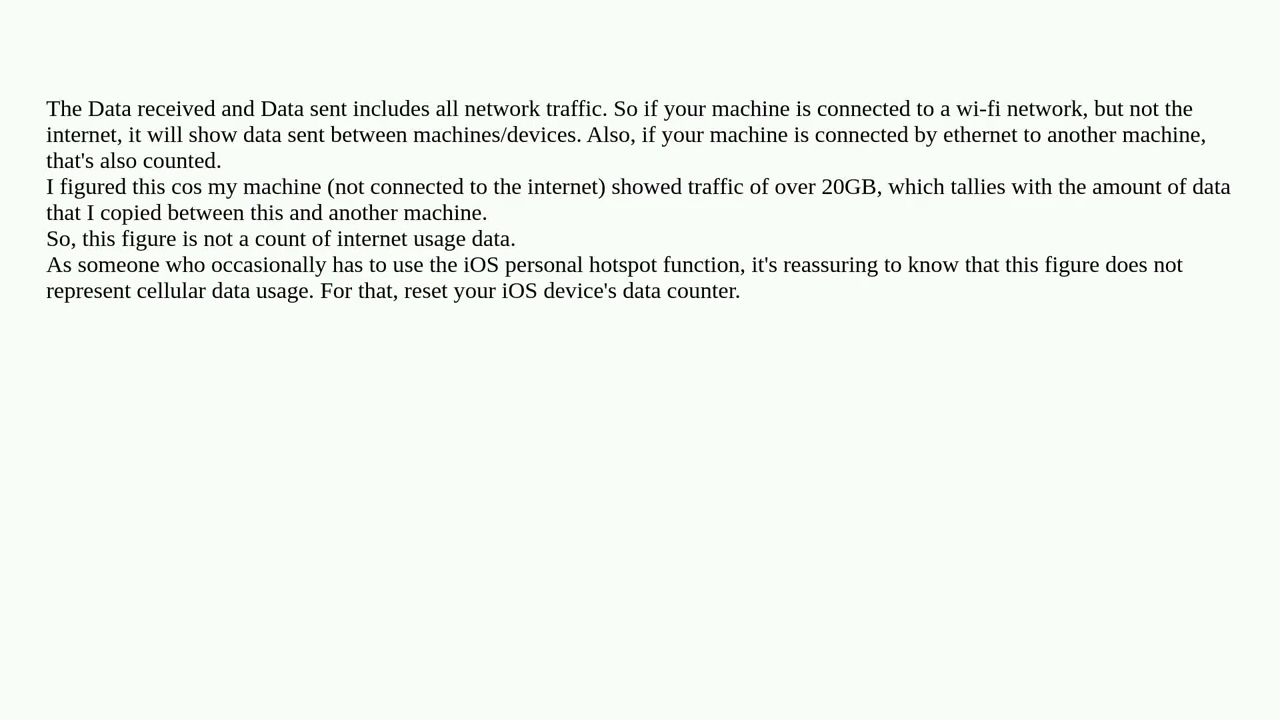 The Data received and Data sent includes all network traffic. So if your machine is connected to a wi-fi network, but not the
internet, it will show data sent between machines/devices. Also, if your machine is connected by ethernet to another machine,
that's also counted.
I figured this cos my machine (not connected to the internet) showed traffic of over 20GB, which tallies with the amount of data
that I copied between this and another machine.
So, this figure is not a count of internet usage data.
As someone who occasionally has to use the iOS personal hotspot function, it's reassuring to know that this figure does not
represent cellular data usage. For that, reset your iOS device's data counter.